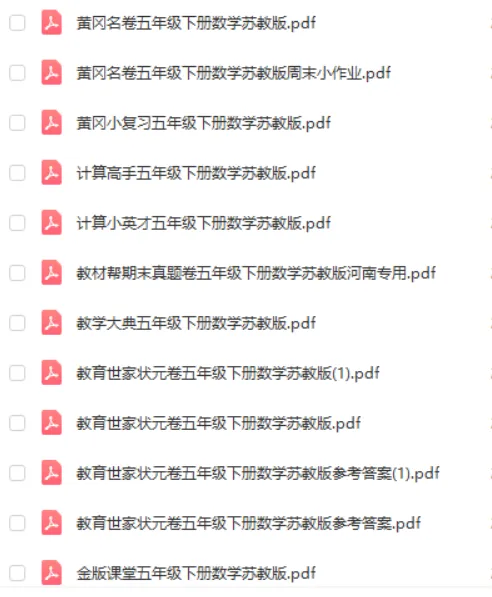 黄冈名卷五年级下册数学苏教版.pdf
黄冈名卷五年级下册数学苏教版周末小作业.pdf
黄冈小复习五年级下册数学苏教版.pdf
计算高手五年级下册数学苏教版.pdf
计算小英才五年级下册数学苏教版.pdf
教材帮期末真题卷五年级下册数学苏教版河南专用.pdf
教学大典五年级下册数学苏教版.pdf
教育世家状元卷五年级下册数学苏教版(1).pdf
教育世家状元卷五年级下册数学苏教版.pdf
教育世家状元卷五年级下册数学苏教版参考答案(1).pdf
教育世家状元卷五年级下册数学苏教版参考答案.pdf
金版课堂五年级下册数学苏教版.pdf